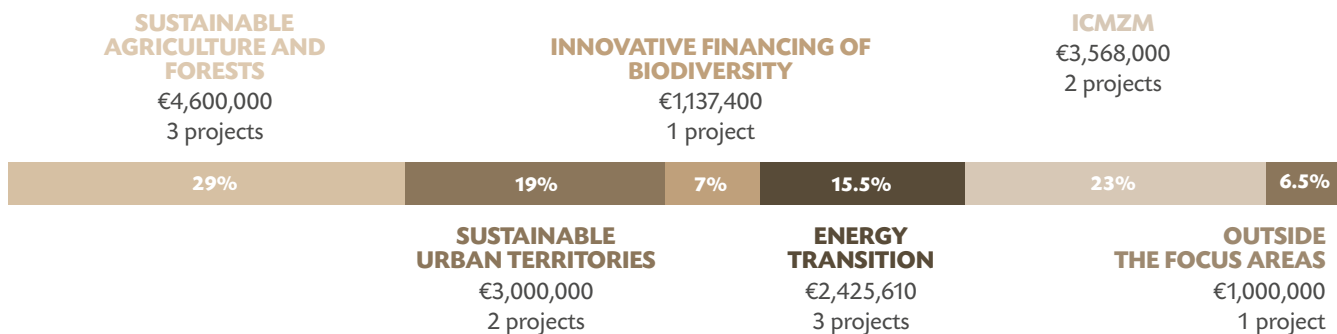 SUSTAINABLE
AGRICULTURE AND
FORESTS
€4,600,000
3 projects
INNOVATIVE FINANCING OF
BIODIVERSITY
€1,137,400
1 project
ICMZM
€3,568,000
2 projects
29%
19%
7%
15.5%
23%
6.5%
SUSTAINABLE
URBAN TERRITORIES
€3,000,000
2 projects
ENERGY
TRANSITION
€2,425,610
3 projects
OUTSIDE
THE FOCUS AREAS
€1,000,000
1 project